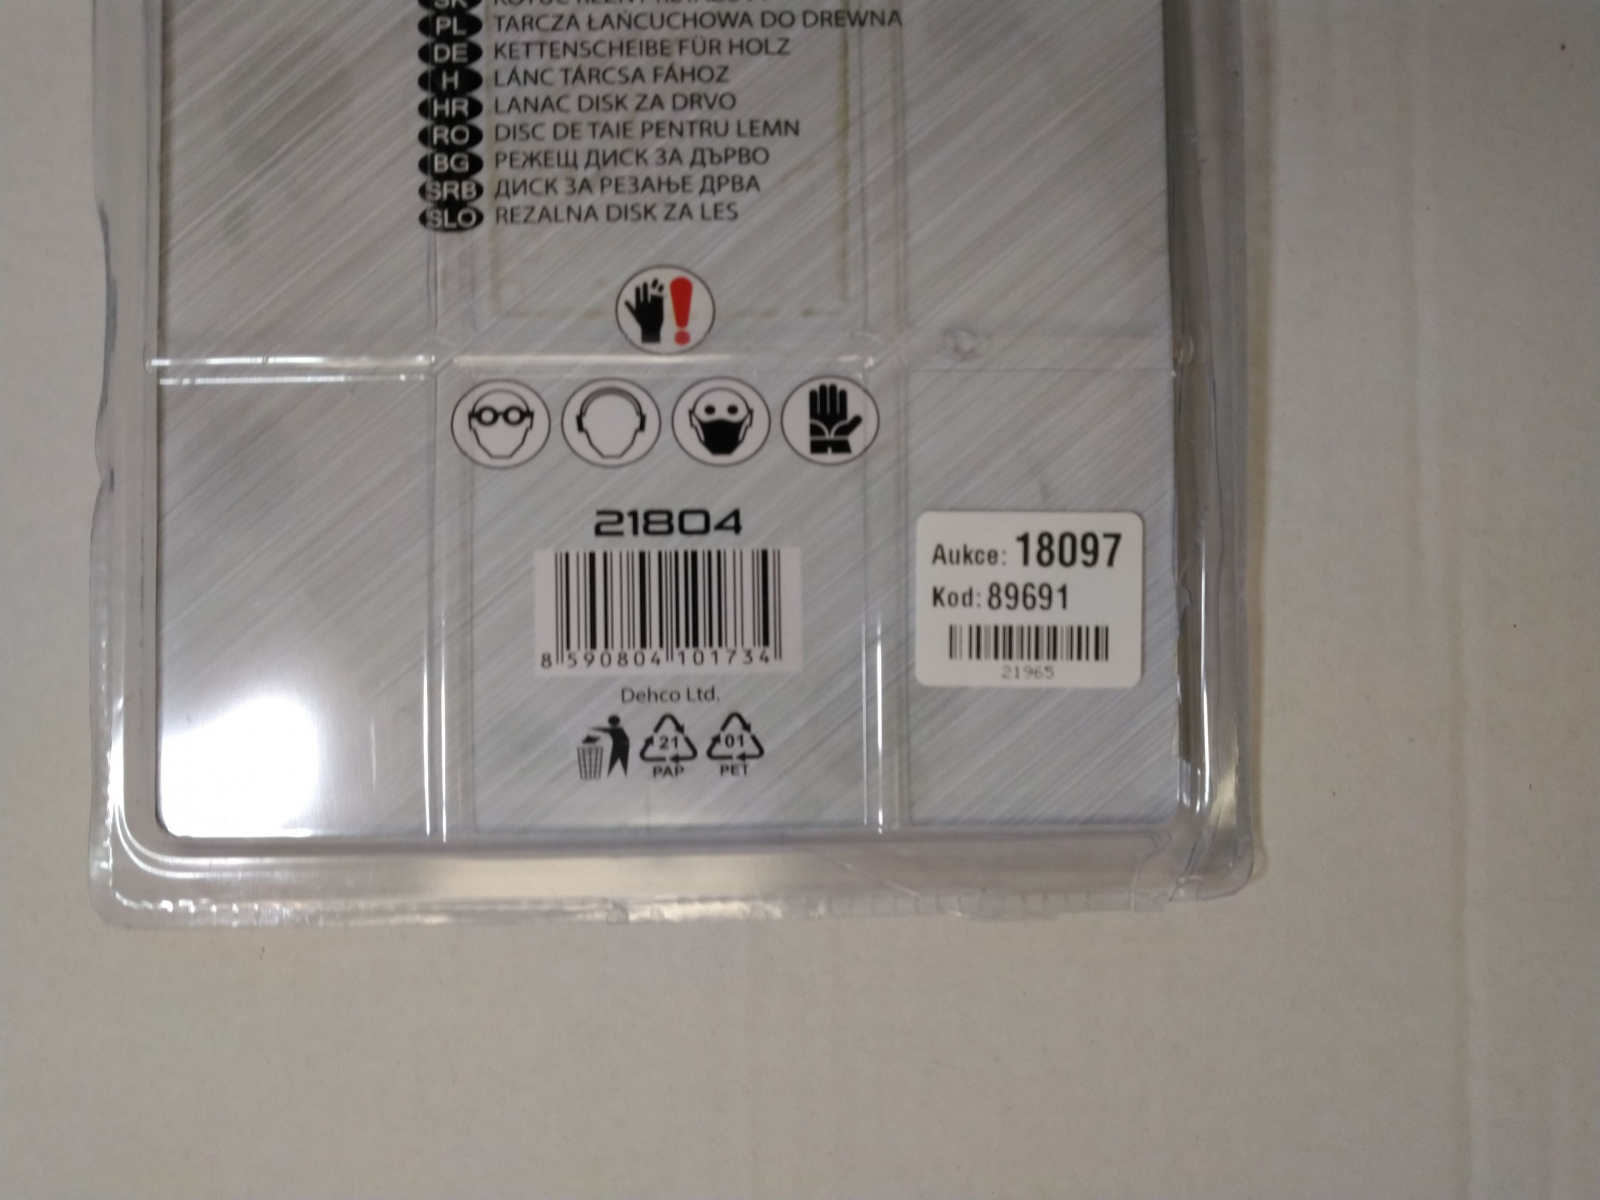 SK
PL TARCZA ŁAŃCUCHOWA DO DREWNA
DE KETTENSCHEIBE FÜR HOLZ
H LÁNC TÁRCSA FÁHOZ
HR LANAC DISK ZA DRVO
RO DISC DE TAIE PENTRU LEMN
BG РЕЖЕЩ ДИСК ЗА ДЪРВО
SRB ДИСК ЗА РЕЗАЊЕ ДРВА
SLO REZALNA DISK ZA LES
21804
8 590804 101734
Dehco Ltd.
21 01
PAP PET
Aukce: 18097
Kod: 89691
21965